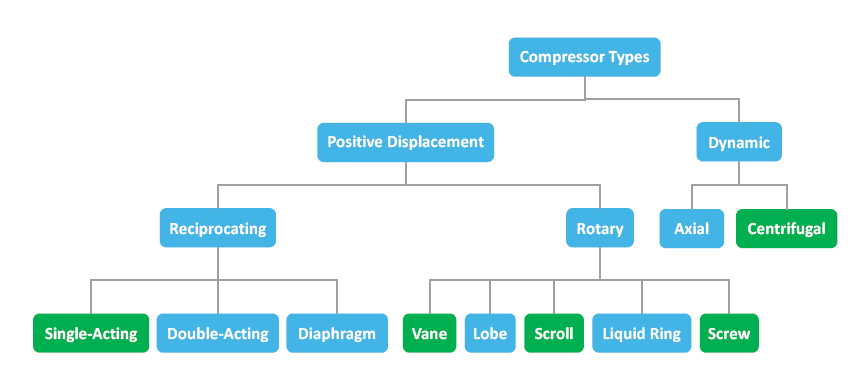 Compressor Types
Positive Displacement
Dynamic
Reciprocating
Rotary
Axial
Centrifugal
Single-Acting
Double-Acting
Diaphragm
Vane
Lobe
Scroll
Liquid Ring
Screw